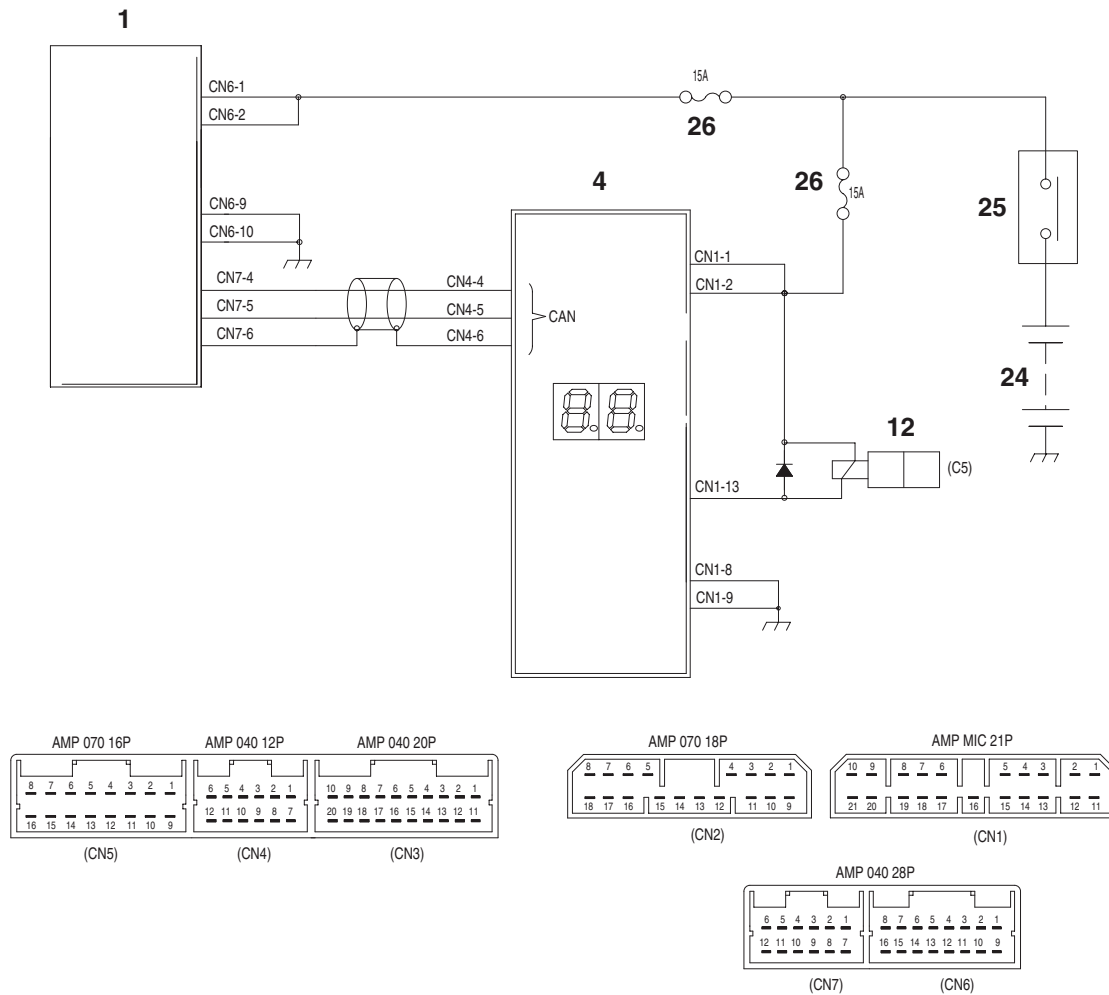 1
CN6-1
CN6-2
15A
26
4
26
15A
25
CN6-9
CN6-10
CN7-4
CN7-5
CN7-6
CN4-4
CN4-5
CN4-6
CAN
CN1-1
CN1-2
24
8.8.
12
(C5)
CN1-13
CN1-8
CN1-9
AMP 070 16P AMP 040 12P AMP 040 20P
8 7 6 5 4 3 2 1 6 5 4 3 2 1 10 9 8 7 6 5 4 3 2 1
16 15 14 13 12 11 10 9 12 11 10 9 8 7 20 19 18 17 16 15 14 13 12 11
(CN5) (CN4) (CN3)
AMP 070 18P AMP MIC 21P
8 7 6 5 4 3 2 1 10 9 8 7 6 5 4 3 2 1
18 17 16 15 14 13 12 11 10 9 21 20 19 18 17 16 15 14 13 12 11
(CN2) (CN1)
AMP 040 28P
6 5 4 3 2 1 8 7 6 5 4 3 2 1
12 11 10 9 8 7 16 15 14 13 12 11 10 9
(CN7) (CN6)